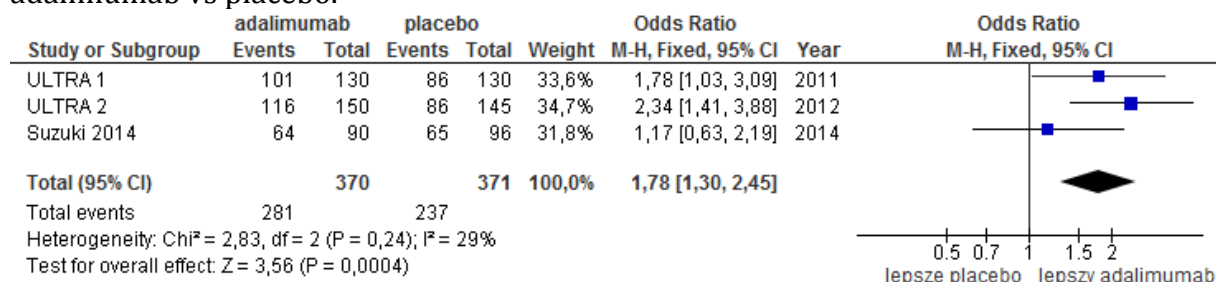 adalimumab vs placebo.
adalimumab placebo Odds Ratio Odds Ratio
Study or Subgroup Events Total Events Total Weight M-H, Fixed, 95% CI Year M-H, Fixed, 95% CI
ULTRA 1 101 130 86 130 33,6% 1,78 [1,03, 3,09] 2011
ULTRA 2 116 150 86 145 34,7% 2,34 [1,41, 3,88] 2012
Suzuki 2014 64 90 65 96 31,8% 1,17 [0,63, 2,19] 2014
Total (95% CI) 370 371 100,0% 1,78 [1,30, 2,45]
Total events 281 237
Heterogeneity: Chi² = 2,83, df = 2 (P = 0,24); I² = 29%
Test for overall effect: Z = 3,56 (P = 0,0004)
0.5 0.7 1 1.5 2
lepsze placebo lepszy adalimumab